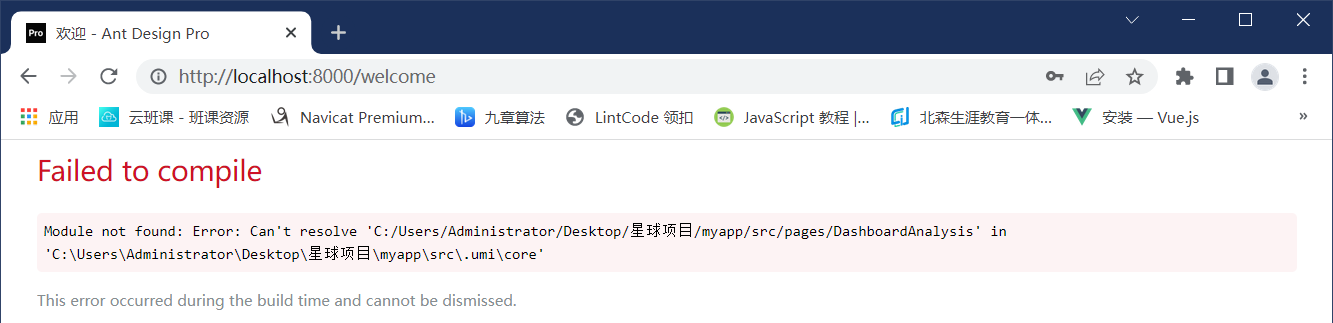 Pro 欢迎 - Ant Design Pro
http://localhost:8000/welcome
应用 云班课 - 班课资源 Navicat Premium... 九章算法 LintCode 领扣 JavaScript 教程 |... 北森生涯教育一体... 安装 — Vue.js »
Failed to compile
Module not found: Error: Can't resolve 'C:/Users/Administrator/Desktop/星球项目/myapp/src/pages/DashboardAnalysis' in
'C:\Users\Administrator\Desktop\星球项目\myapp\src\.umi\core'
This error occurred during the build time and cannot be dismissed.